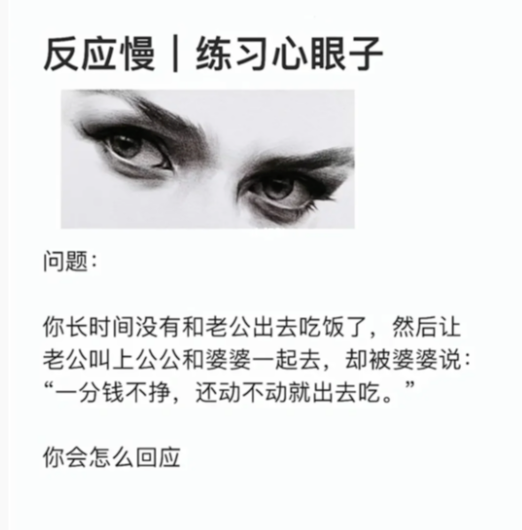 反应慢｜练习心眼子
问题：
你长时间没有和老公出去吃饭了，然后让
老公叫上公公和婆婆一起去，却被婆婆说：
“一分钱不挣，还动不动就出去吃。”
你会怎么回应